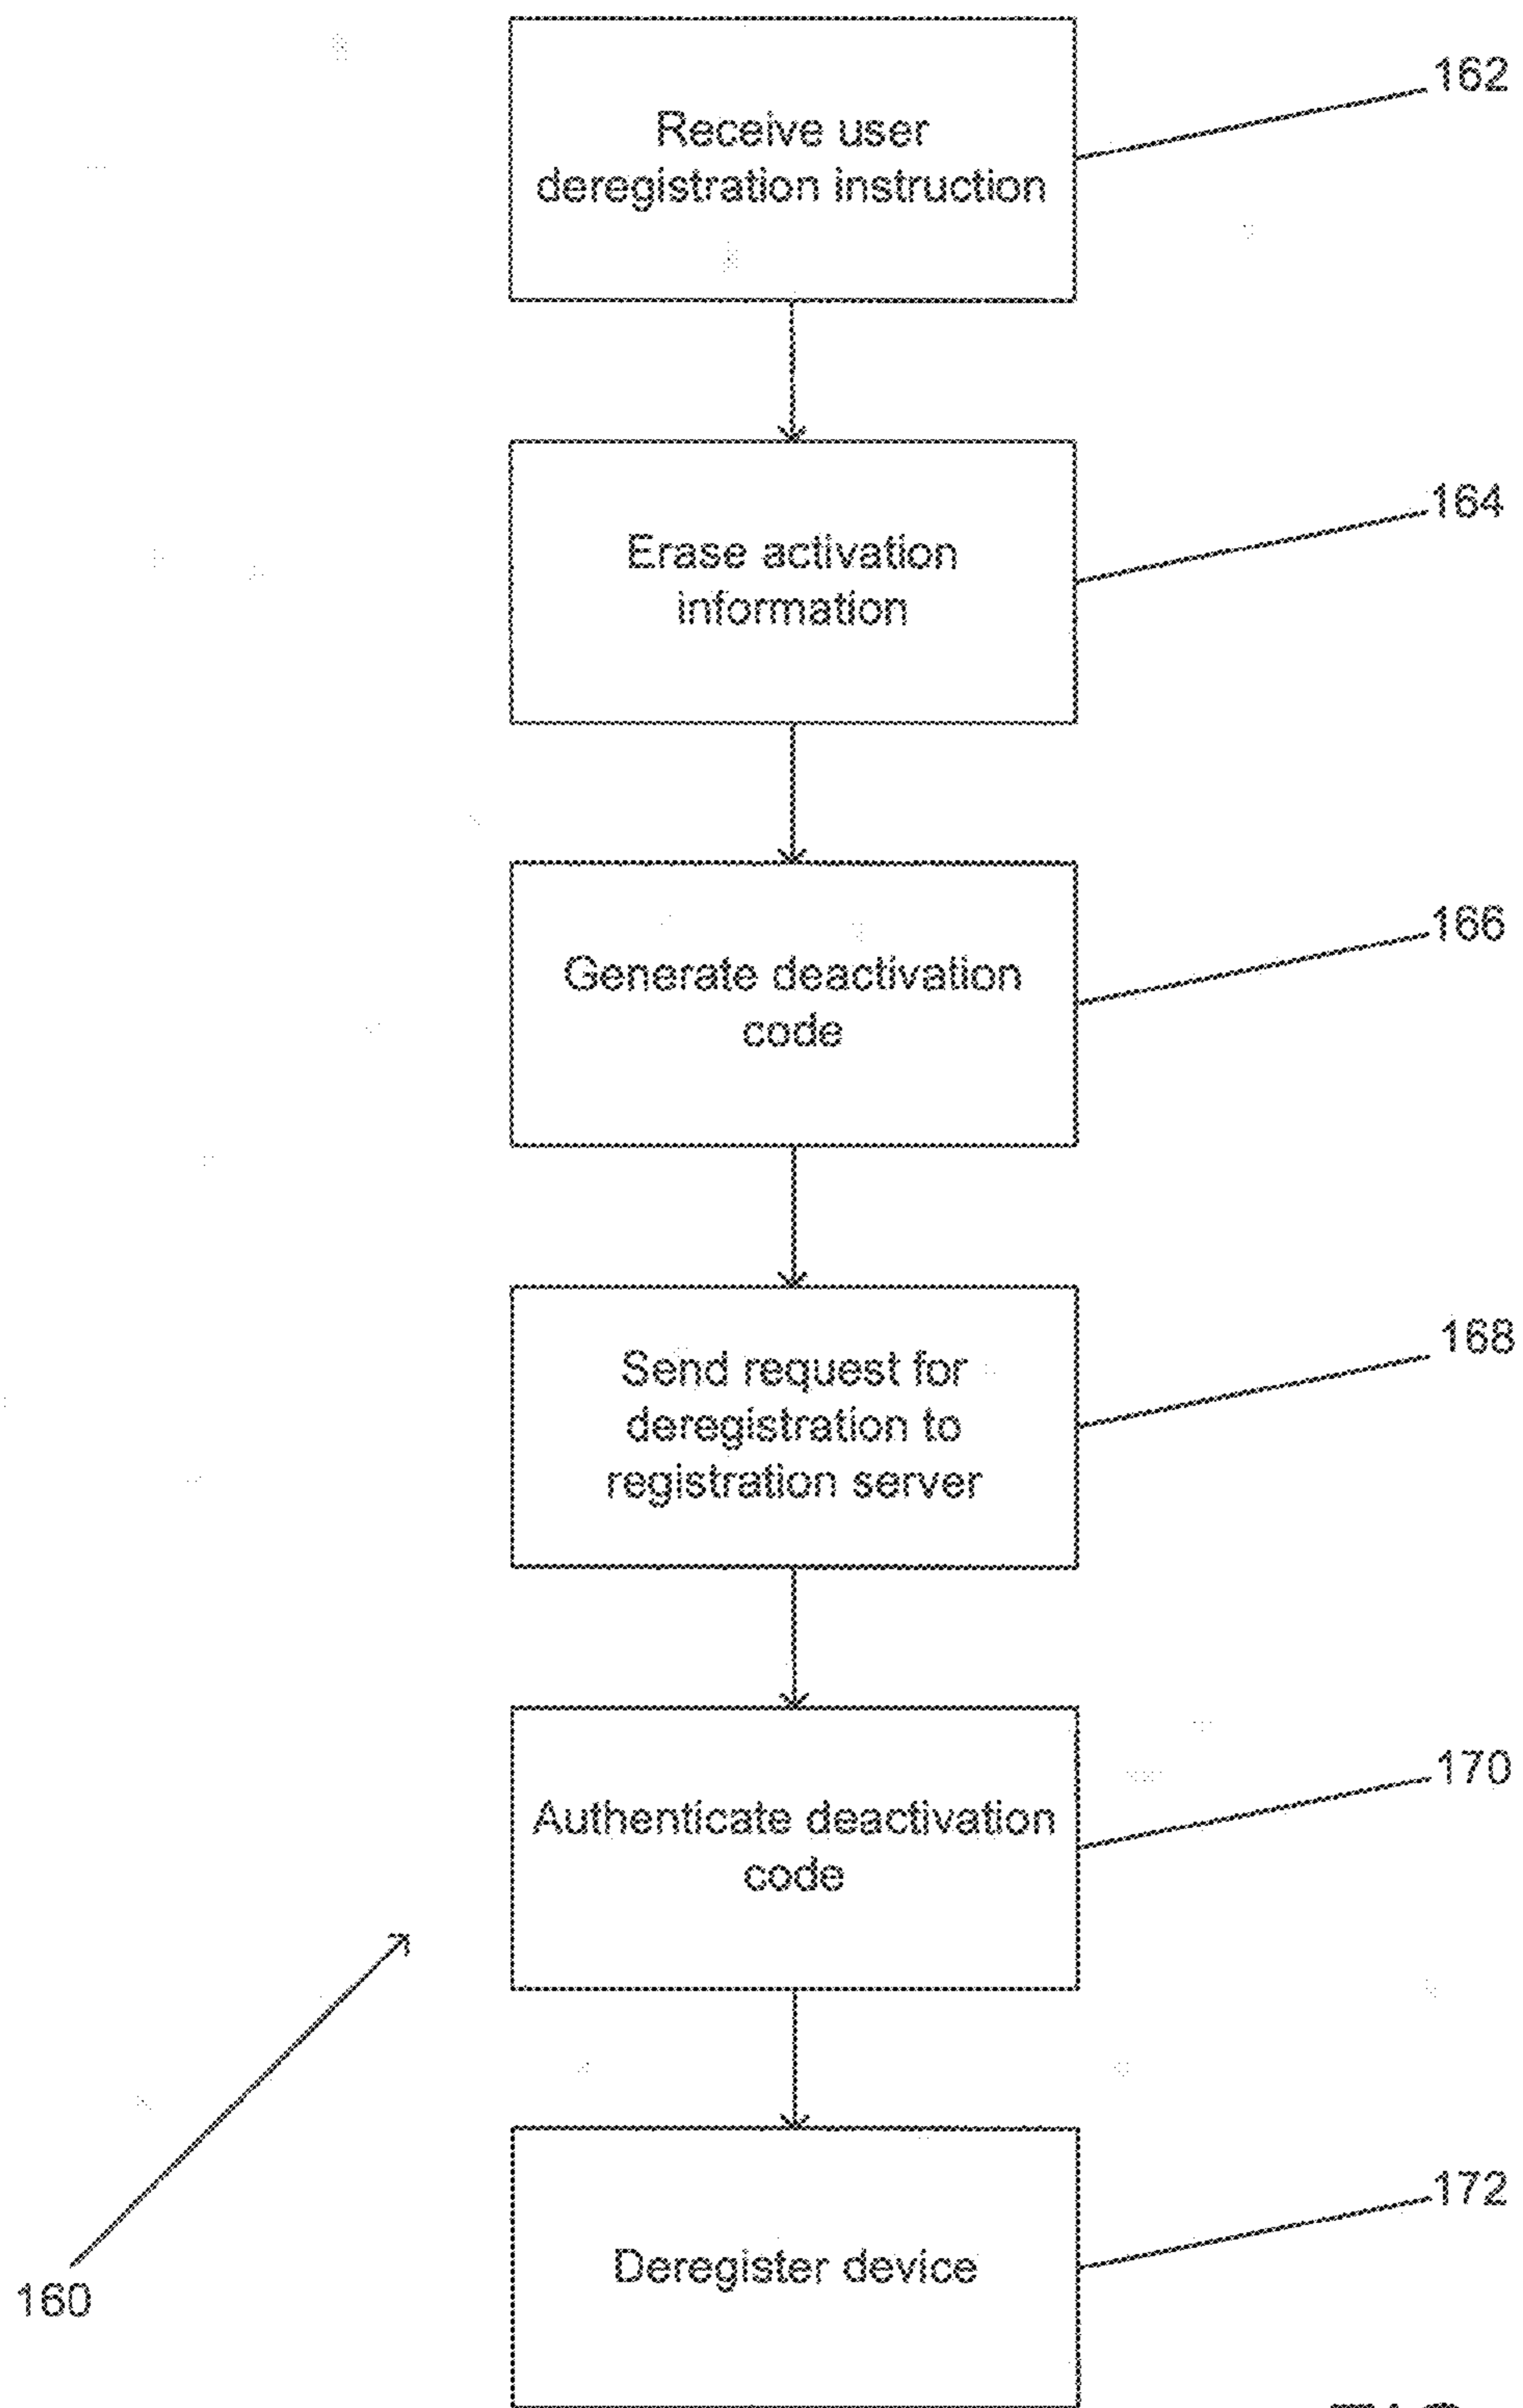 Receive user
deregistration instruction
162
Erase activation
information
164
Generate deactivation
code
166
Send request for
deregistration to
registration server
168
Authenticate deactivation
code
170
Deregister device
172
160